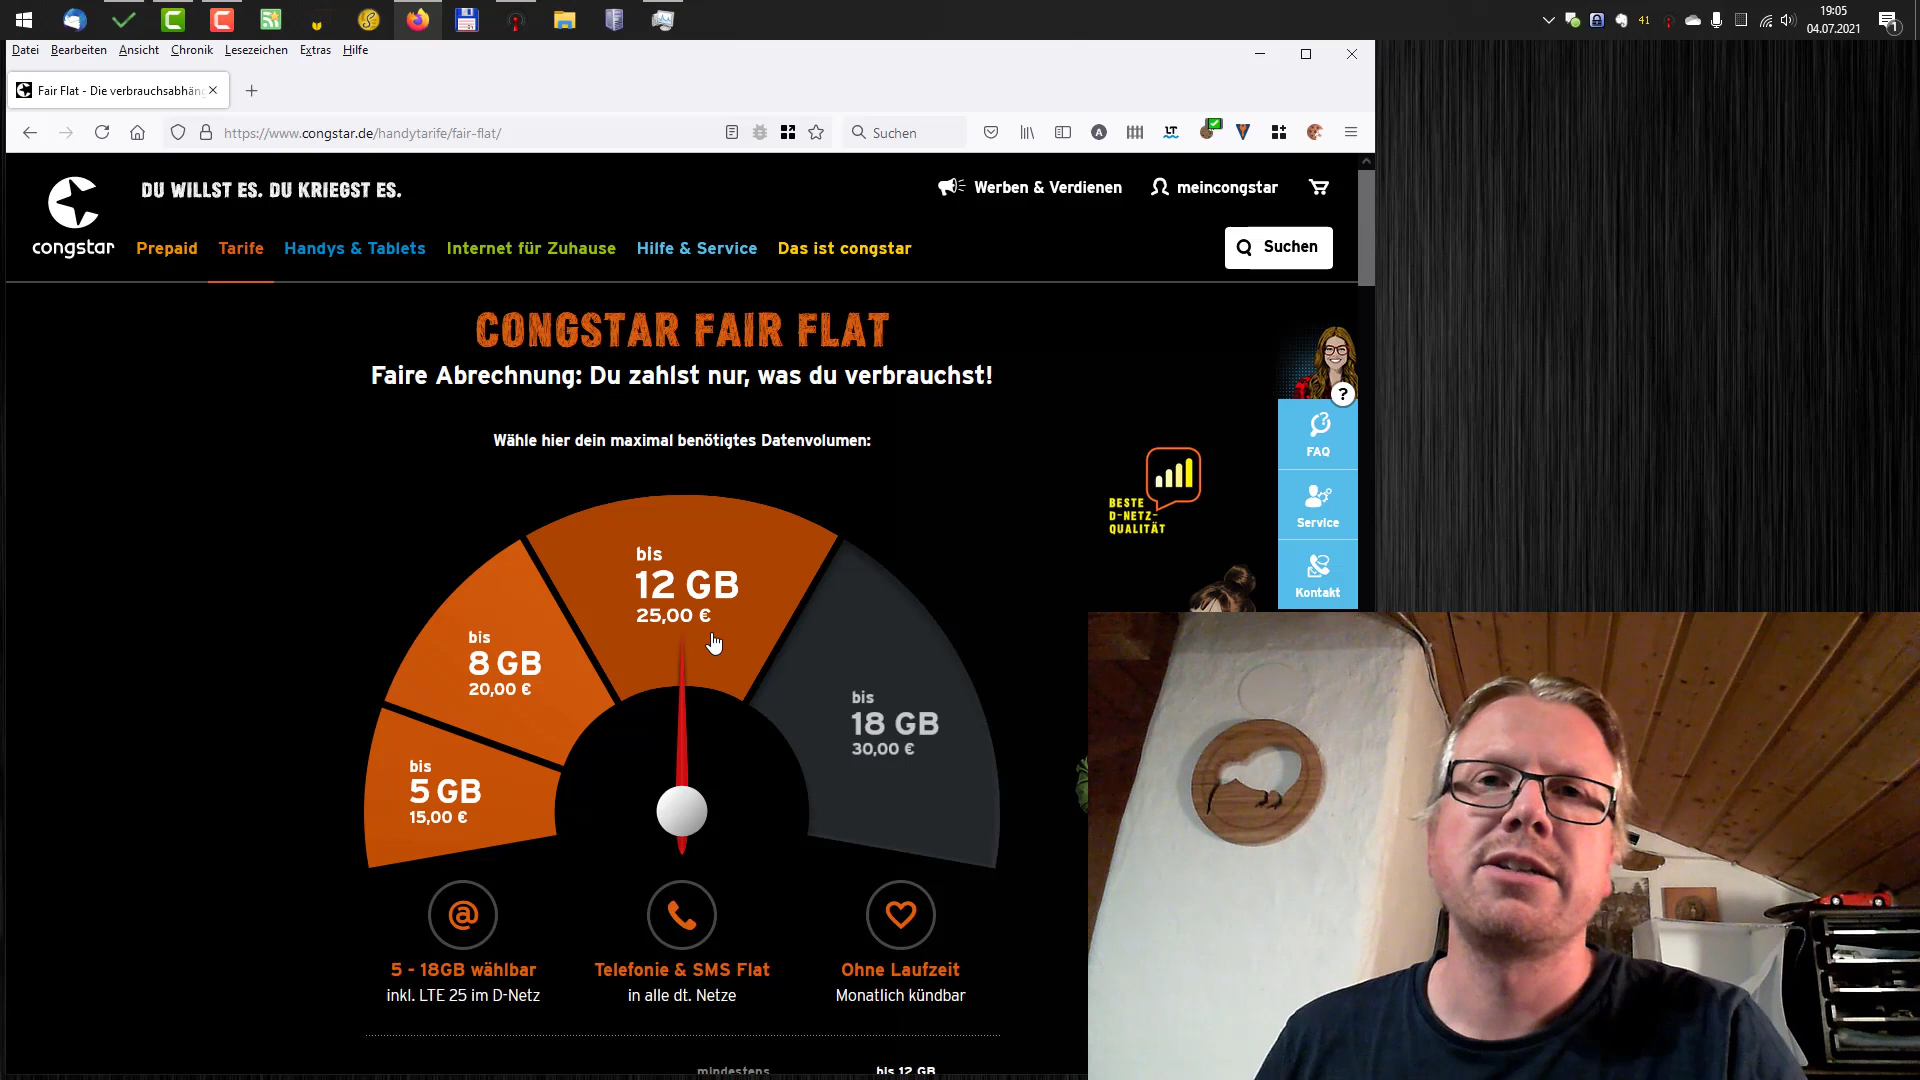 41
19:05
04.07.2021
1
Datei Bearbeiten Ansicht Chronik Lesezeichen Extras Hilfe
Fair Flat - Die verbrauchsabhäng
https://www.congstar.de/handytarife/fair-flat/
Suchen
A
LT
DU WILLST ES. DU KRIEGST ES.
Werben & Verdienen
meincongstar
congstar
Prepaid
Tarife
Handys & Tablets
Internet für Zuhause
Hilfe & Service
Das ist congstar
Suchen
CONGSTAR FAIR FLAT
Faire Abrechnung: Du zahlst nur, was du verbrauchst!
?
Wähle hier dein maximal benötigtes Datenvolumen:
FAQ
BESTE
D-NETZ-
QUALITÄT
Service
Kontakt
bis
12 GB
25,00 €
bis
8 GB
20,00 €
bis
18 GB
30,00 €
bis
5 GB
15,00 €
@
5 - 18GB wählbar
inkl. LTE 25 im D-Netz
Telefonie & SMS Flat
in alle dt. Netze
Ohne Laufzeit
Monatlich kündbar
mindestens
bis 12 GB